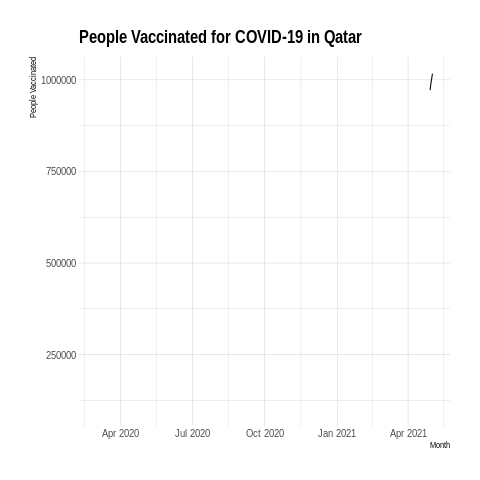 People Vaccinated for COVID-19 in Qatar
People Vaccinated
1000000
750000
500000
250000
Apr 2020 Jul 2020 Oct 2020 Jan 2021 Apr 2021
Month